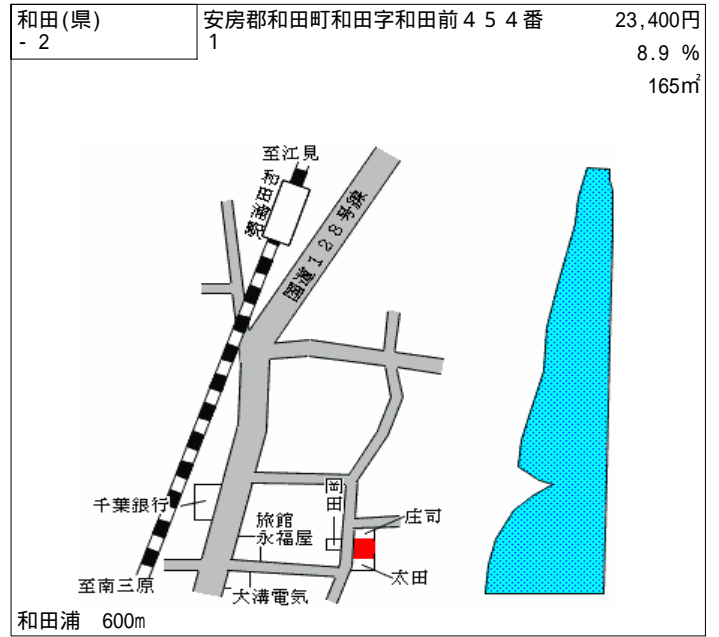 和田(県)
- 2
安房郡和田町和田字和田前４５４番
1
23,400円
8.9 %
165㎡
至江見
和田浦駅
国道１２８号線
千葉銀行
岡田
旅館
永福屋
庄司
太田
至南三原
大溝電気
和田浦 600m